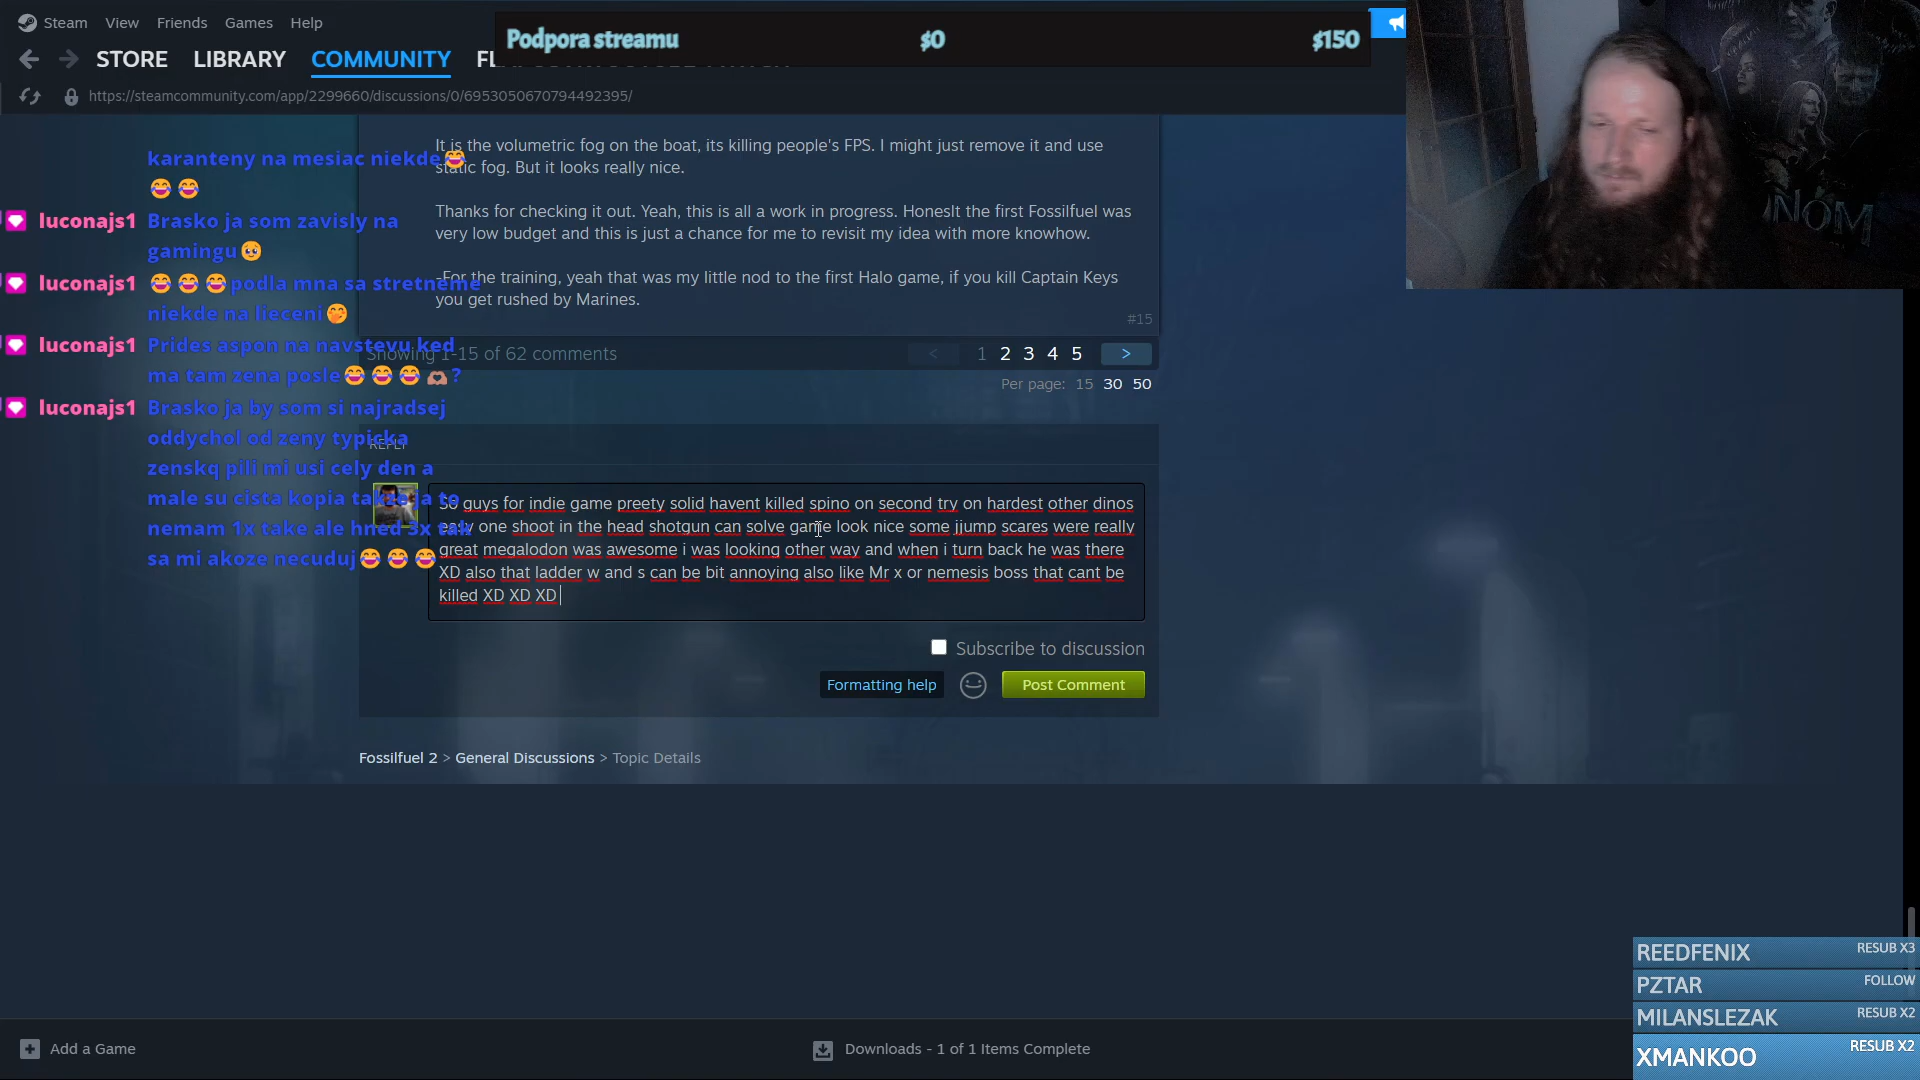 Steam View Friends Games Help
Podpora streamu $0 $150
STORE LIBRARY COMMUNITY
https://steamcommunity.com/app/2299660/discussions/0/6953050670794492395/
It is the volumetric fog on the boat, its killing people's FPS. I might just remove it and use
static fog. But it looks really nice.
Thanks for checking it out. Yeah, this is all a work in progress. Honeslt the first Fossilfuel was
very low budget and this is just a chance for me to revisit my idea with more knowhow.
-For the training, yeah that was my little nod to the first Halo game, if you kill Captain Keys
you get rushed by Marines.
#15
Showing 1-15 of 62 comments
< 1 2 3 4 5 >
Per page: 15 30 50
REPLY
So guys for indie game preety solid havent killed spino on second try on hardest other dinos
easy one shoot in the head shotgun can solve game look nice some jjump scares were really
great megalodon was awesome i was looking other way and when i turn back he was there
XD also that ladder w and s can be bit annoying also like Mr x or nemesis boss that cant be
killed XD XD XD
Subscribe to discussion
Formatting help
Post Comment
Fossilfuel 2 > General Discussions > Topic Details
karanteny na mesiac niekde😂
😂😂
luconajs1 Brasko ja som zavisly na
gamingu🥺
luconajs1 😂😂😂podla mna sa stretneme
niekde na lieceni🤭
luconajs1 Prides aspon na navstevu ked
ma tam zena posle😂😂😂🫶🏽?
luconajs1 Brasko ja by som si najradsej
oddychol od zeny typicka
zenskq pili mi usi cely den a
male su cista kopia takze ja to
nemam 1x take ale hned 3x tak
sa mi akoze necuduj😂😂😂
NOM
REEDFENIX RESUB X3
PZTAR FOLLOW
MILANSLEZAK RESUB X2
XMANKOO RESUB X2
Add a Game
Downloads - 1 of 1 Items Complete